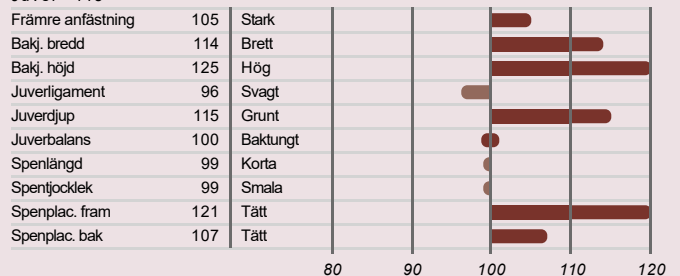 Främre anfästning 105 Stark
Bakj. bredd 114 Brett
Bakj. höjd 125 Hög
Juverligament 96 Svagt
Juverdjup 115 Grunt
Juverbalans 100 Baktungt
Spenlängd 99 Korta
Spentjocklek 99 Smala
Spenplac. fram 121 Tätt
Spenplac. bak 107 Tätt
80 90 100 110 120